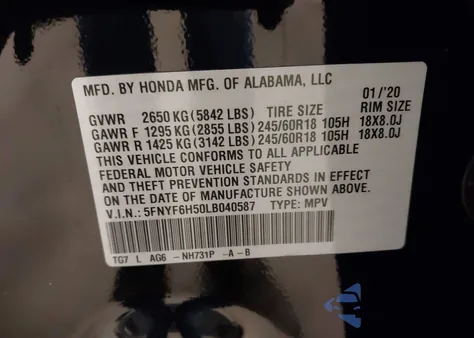 MFD. BY HONDA MFG. OF ALABAMA, LLC 01/'20
GVWR 2650 KG (5842 LBS) TIRE SIZE RIM SIZE
GAWR F 1295 KG (2855 LBS) 245/60R18 105H 18X8.0J
GAWR R 1425 KG (3142 LBS) 245/60R18 105H 18X8.0J
THIS VEHICLE CONFORMS TO ALL APPLICABLE
FEDERAL MOTOR VEHICLE SAFETY
AND THEFT PREVENTION STANDARDS IN EFFECT
ON THE DATE OF MANUFACTURE SHOWN ABOVE.
V.I.N.: 5FNYF6H50LB040587 TYPE: MPV
TG7 L AG6 -NH731P -A-B